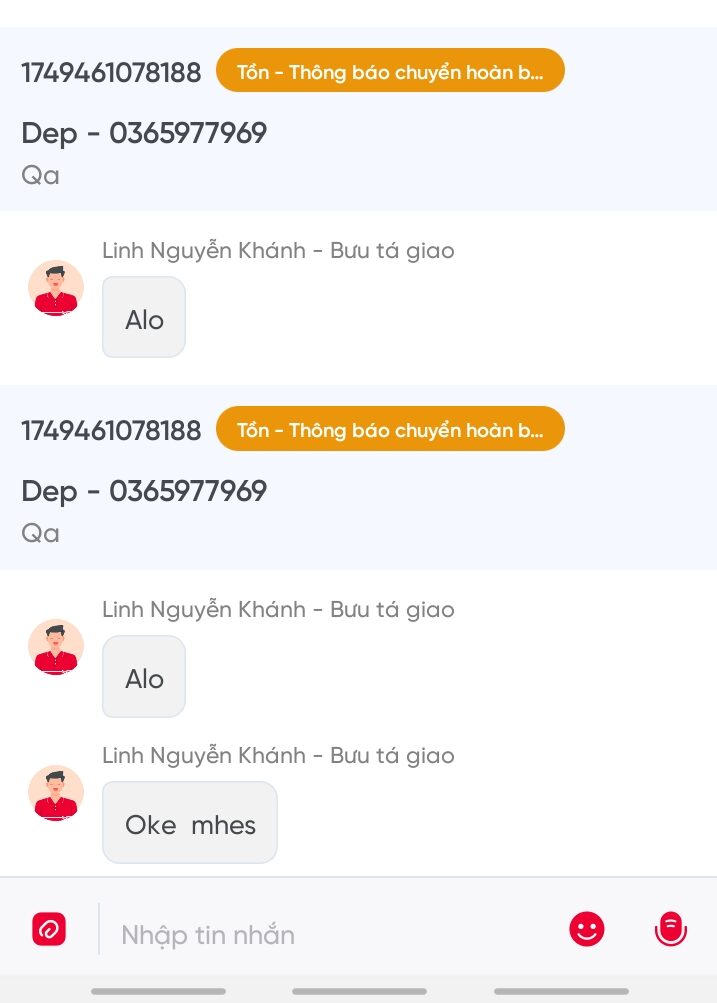 1749461078188 Tồn - Thông báo chuyển hoàn b...
Dep - 0365977969
Qa
Linh Nguyễn Khánh - Bưu tá giao
Alo
1749461078188 Tồn - Thông báo chuyển hoàn b...
Dep - 0365977969
Qa
Linh Nguyễn Khánh - Bưu tá giao
Alo
Linh Nguyễn Khánh - Bưu tá giao
Oke  mhes
Nhập tin nhắn